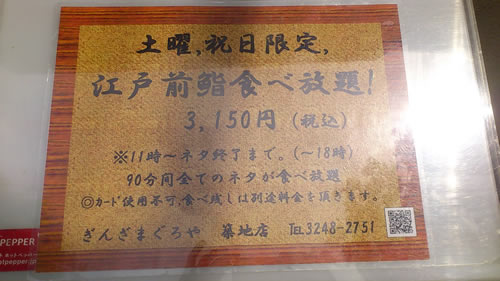 土曜,祝日限定,
江戸前鮨食べ放題!
3,150円 (税込)
※11時～ネタ終了まで。(～18時)
90分間全てのネタが食べ放題
◎カード使用不可,食べ残しは別途料金を頂きます。
ぎんざまぐろや 築地店 TEL3248-2751
PEPPER